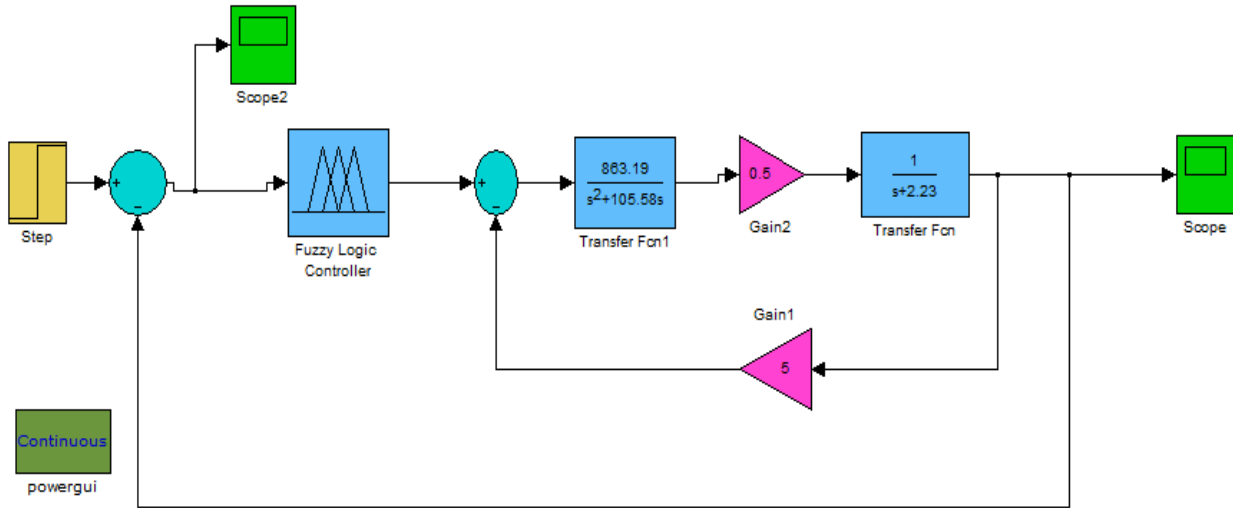 Scope2
+
−
Step
Fuzzy Logic
Controller
+
−
863.19
s²+105.58s
Transfer Fcn1
0.5
Gain2
1
s+2.23
Transfer Fcn
Scope
Gain1
5
Continuous
powergui